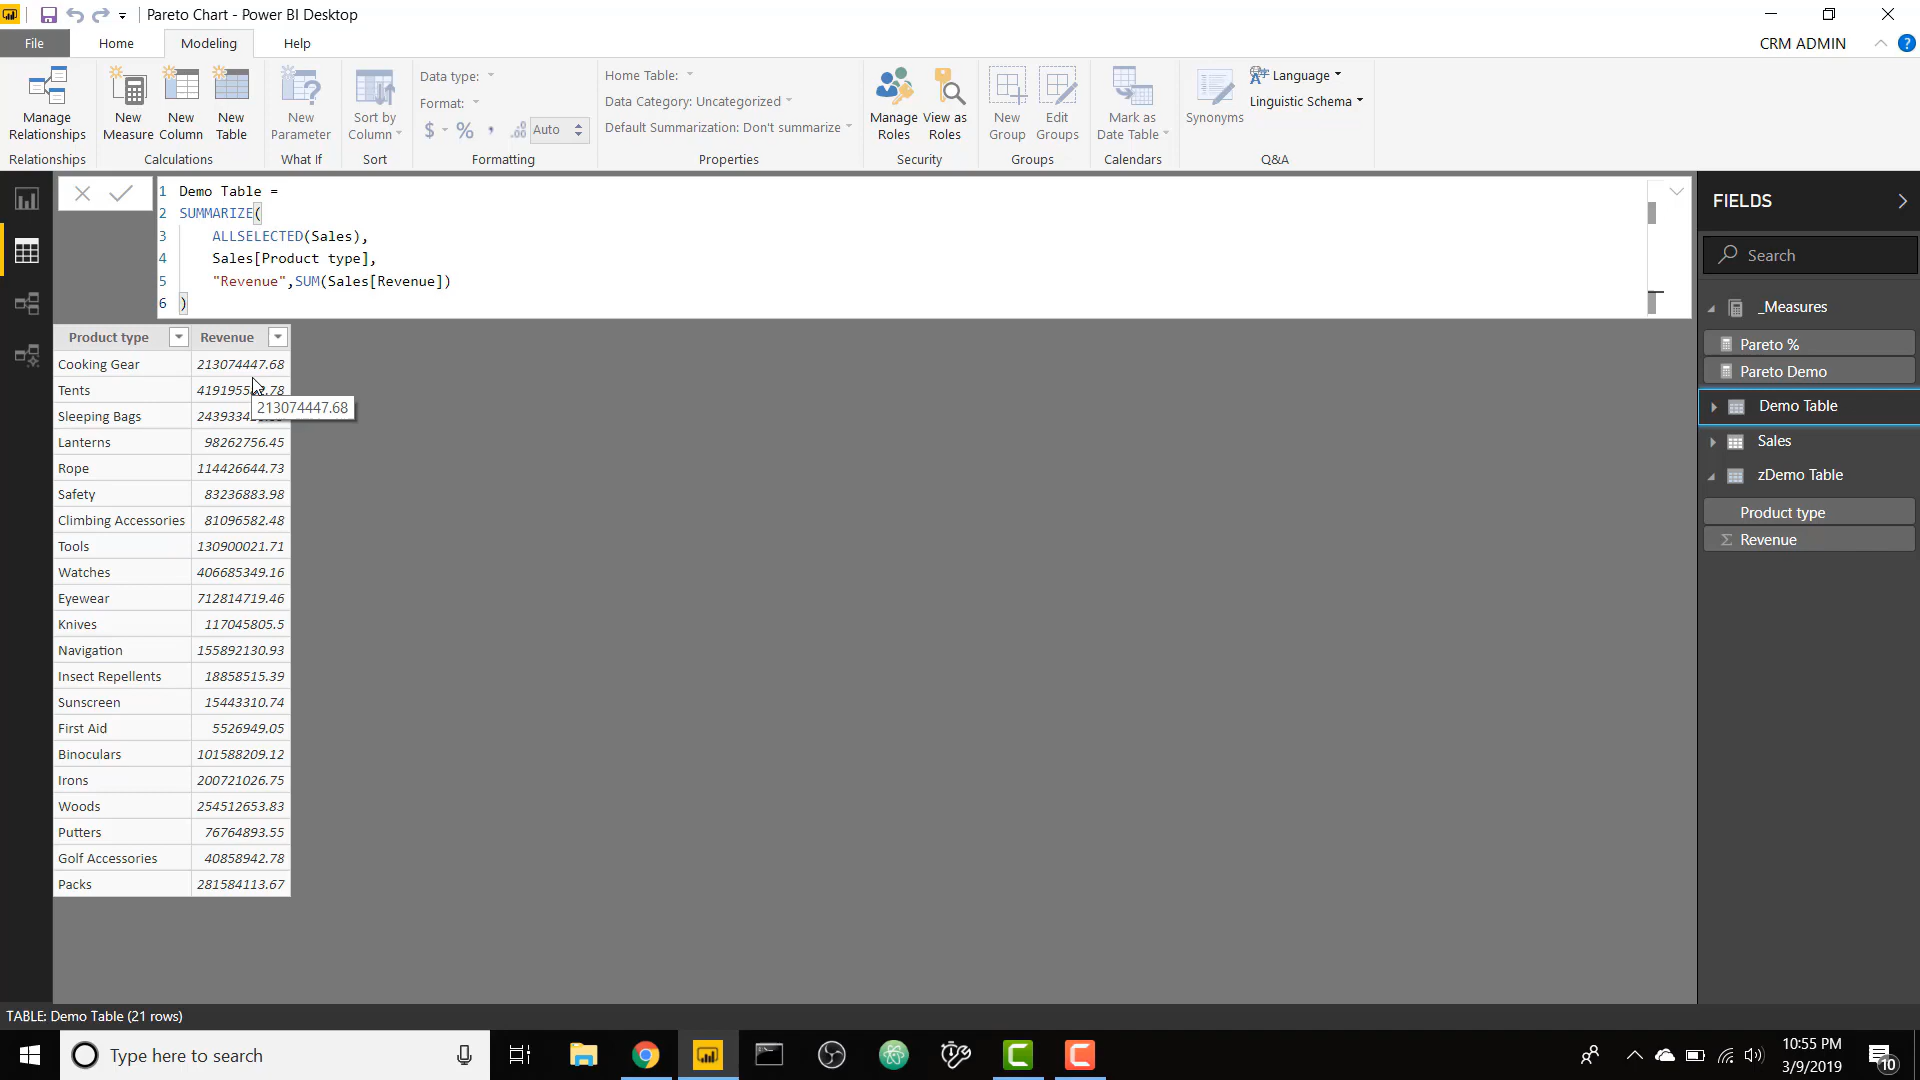 Pareto Chart - Power BI Desktop
File Home Modeling Help CRM ADMIN ?
Manage Relationships
New Measure
New Column
New Table
New Parameter
Sort by Column
Data type:
Format:
$ % , .00 Auto
Home Table:
Data Category: Uncategorized
Default Summarization: Don't summarize
Manage Roles
View as Roles
New Group
Edit Groups
Mark as Date Table
Synonyms
Language
Linguistic Schema
Relationships Calculations What If Sort Formatting Properties Security Groups Calendars Q&A
1 Demo Table =
2 SUMMARIZE(
3 ALLSELECTED(Sales),
4 Sales[Product type],
5 "Revenue",SUM(Sales[Revenue])
6 )
Product type Revenue
Cooking Gear 213074447.68
Tents
213074447.68
Sleeping Bags
Lanterns 98262756.45
Rope 114426644.73
Safety 83236883.98
Climbing Accessories 81096582.48
Tools 130900021.71
Watches 406685349.16
Eyewear 712814719.46
Knives 117045805.5
Navigation 155892130.93
Insect Repellents 18858515.39
Sunscreen 15443310.74
First Aid 5526949.05
Binoculars 101588209.12
Irons 200721026.75
Woods 254512653.83
Putters 76764893.55
Golf Accessories 40858942.78
Packs 281584113.67
FIELDS
Search
_Measures
Pareto %
Pareto Demo
Demo Table
Sales
zDemo Table
Product type
Σ Revenue
TABLE: Demo Table (21 rows)
Type here to search
10:55 PM
3/9/2019
10